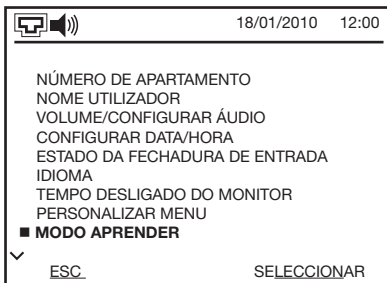 18/01/2010 12:00
NÚMERO DE APARTAMENTO
NOME UTILIZADOR
VOLUME/CONFIGURAR ÁUDIO
CONFIGURAR DATA/HORA
ESTADO DA FECHADURA DE ENTRADA
IDIOMA
TEMPO DESLIGADO DO MONITOR
PERSONALIZAR MENU
MODO APRENDER
ESC SELECCIONAR